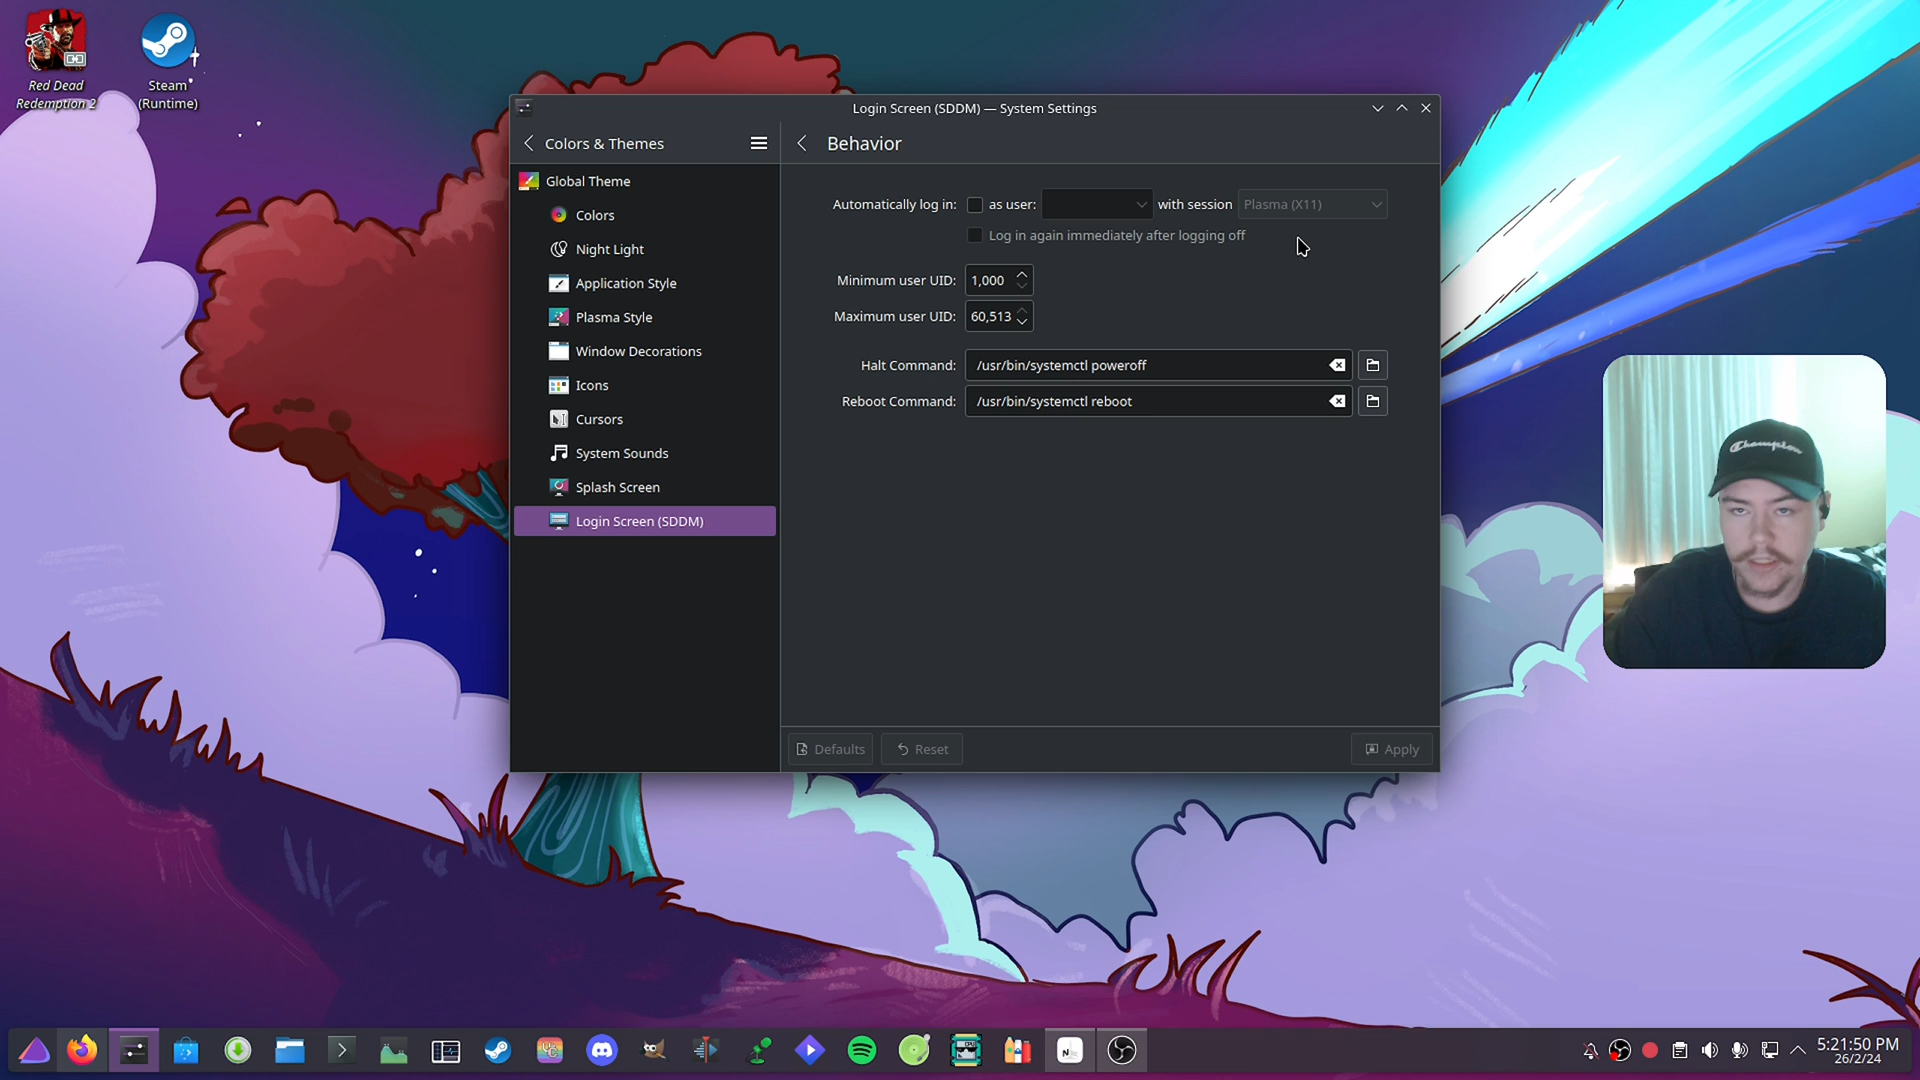 Red Dead
Redemption 2
Steam
(Runtime)
Login Screen (SDDM) — System Settings
Colors & Themes
Behavior
Global Theme
Colors
Night Light
Application Style
Plasma Style
Window Decorations
Icons
Cursors
System Sounds
Splash Screen
Login Screen (SDDM)
Automatically log in: as user: with session Plasma (X11)
Log in again immediately after logging off
Minimum user UID: 1,000
Maximum user UID: 60,513
Halt Command: /usr/bin/systemctl poweroff
Reboot Command: /usr/bin/systemctl reboot
Defaults
Reset
Apply
Champion
5:21:50 PM
26/2/24